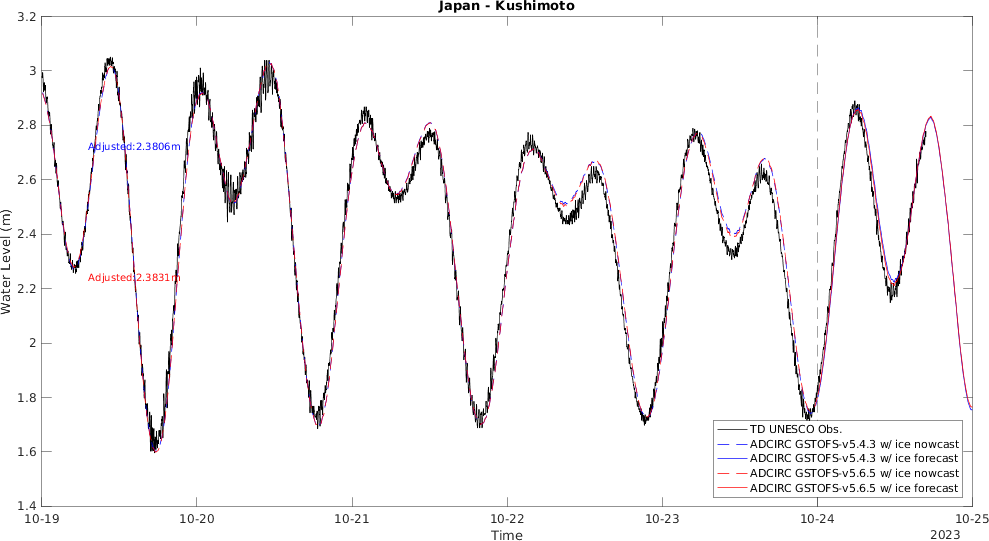 Japan - Kushimoto
3.2
3
2.8
2.6
2.4
2.2
2
1.8
1.6
1.4
Water Level (m)
Adjusted:2.3806m
Adjusted:2.3831m
TD UNESCO Obs.
ADCIRC GSTOFS-v5.4.3 w/ ice nowcast
ADCIRC GSTOFS-v5.4.3 w/ ice forecast
ADCIRC GSTOFS-v5.6.5 w/ ice nowcast
ADCIRC GSTOFS-v5.6.5 w/ ice forecast
10-19 10-20 10-21 10-22 10-23 10-24 10-25
Time
2023